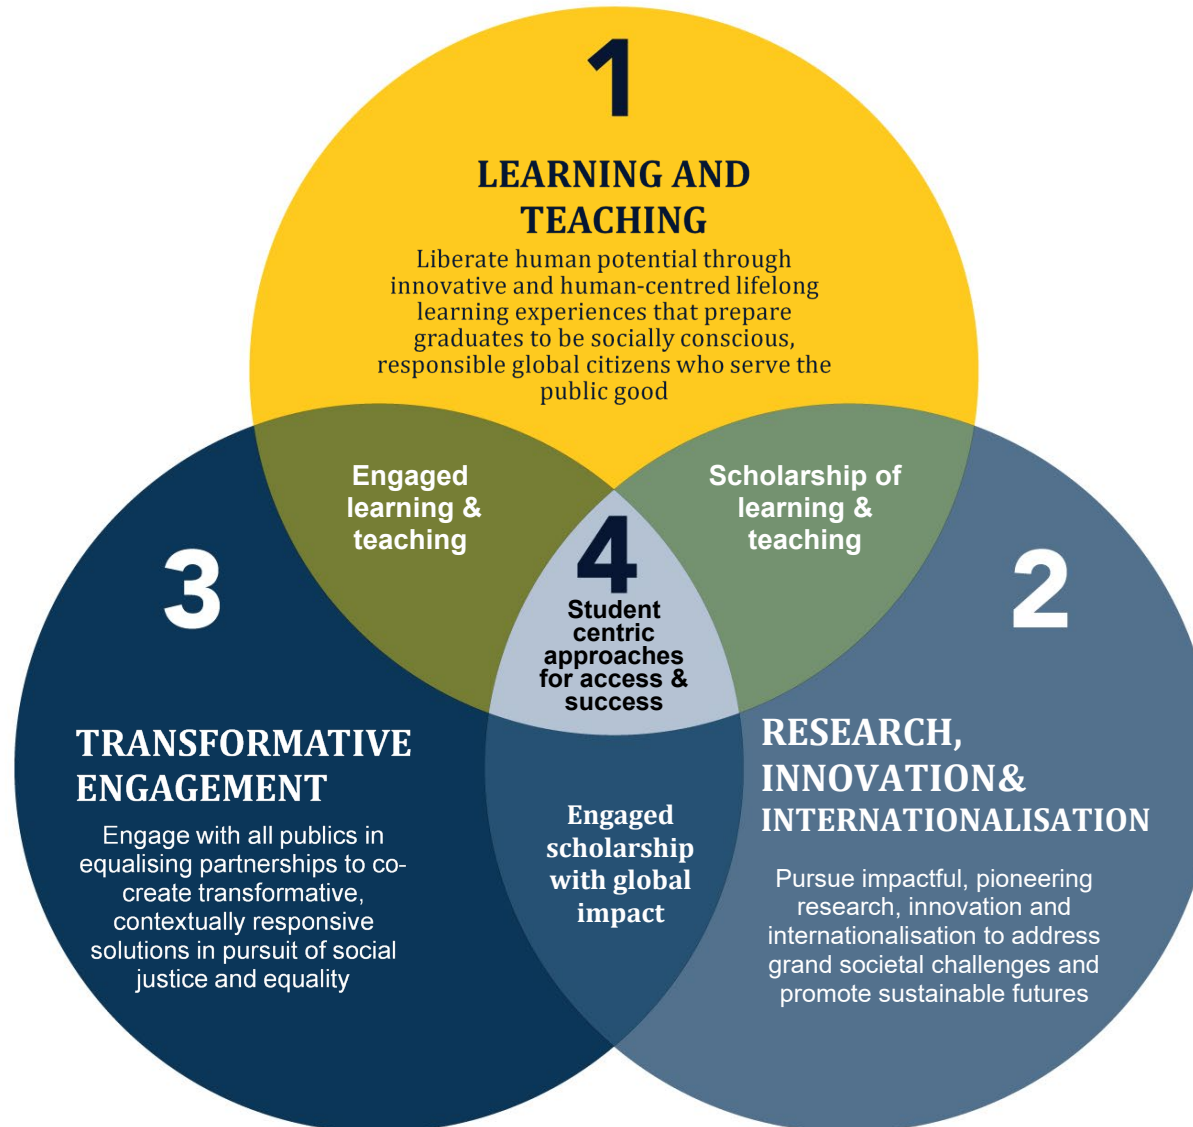 1
LEARNING AND
TEACHING
Liberate human potential through
innovative and human-centred lifelong
learning experiences that prepare
graduates to be socially conscious,
responsible global citizens who serve the
public good
Engaged
learning &
teaching
Scholarship of
learning &
teaching
4
Student
centric
approaches
for access &
success
3
TRANSFORMATIVE
ENGAGEMENT
Engage with all publics in
equalising partnerships to co-
create transformative,
contextually responsive
solutions in pursuit of social
justice and equality
Engaged
scholarship
with global
impact
2
RESEARCH,
INNOVATION&
INTERNATIONALISATION
Pursue impactful, pioneering
research, innovation and
internationalisation to address
grand societal challenges and
promote sustainable futures